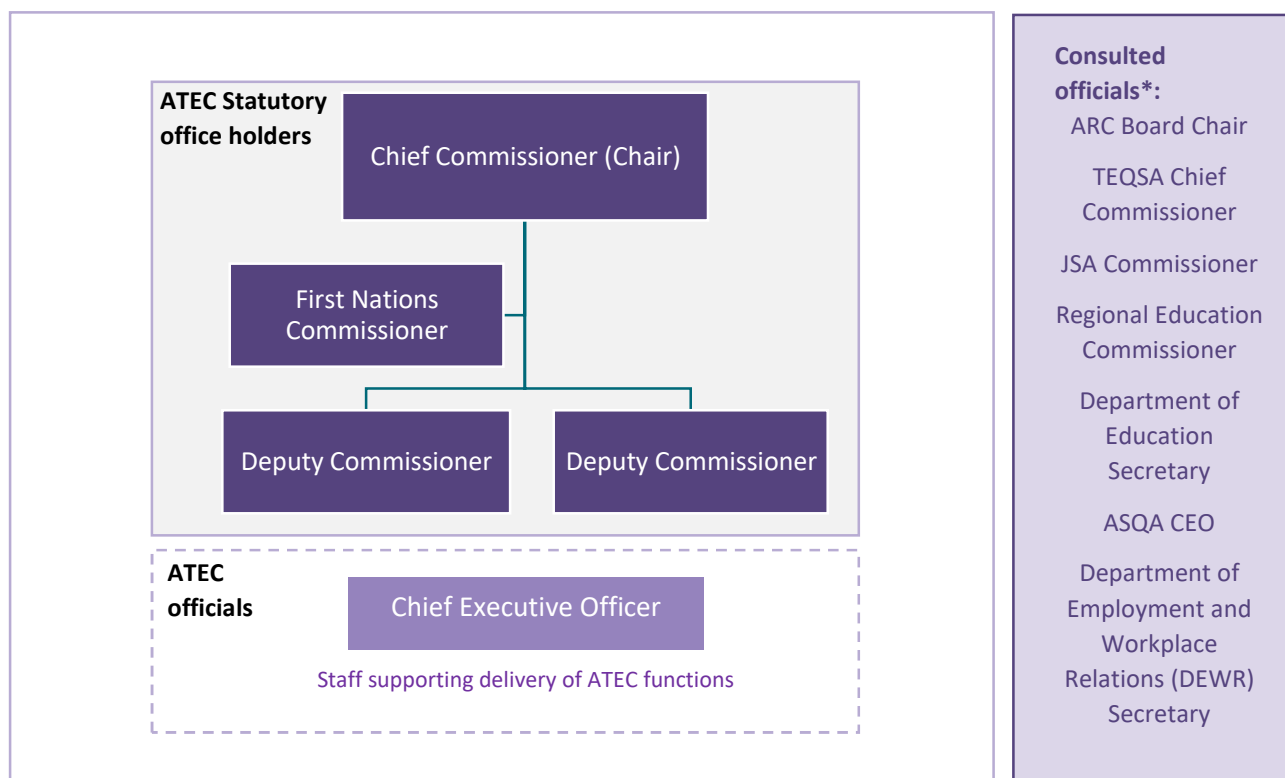 ATEC Statutory
office holders
Chief Commissioner (Chair)
First Nations
Commissioner
Deputy Commissioner
Deputy Commissioner
ATEC
officials
Chief Executive Officer
Staff supporting delivery of ATEC functions
Consulted
officials*:
ARC Board Chair
TEQSA Chief
Commissioner
JSA Commissioner
Regional Education
Commissioner
Department of
Education
Secretary
ASQA CEO
Department of
Employment and
Workplace
Relations (DEWR)
Secretary